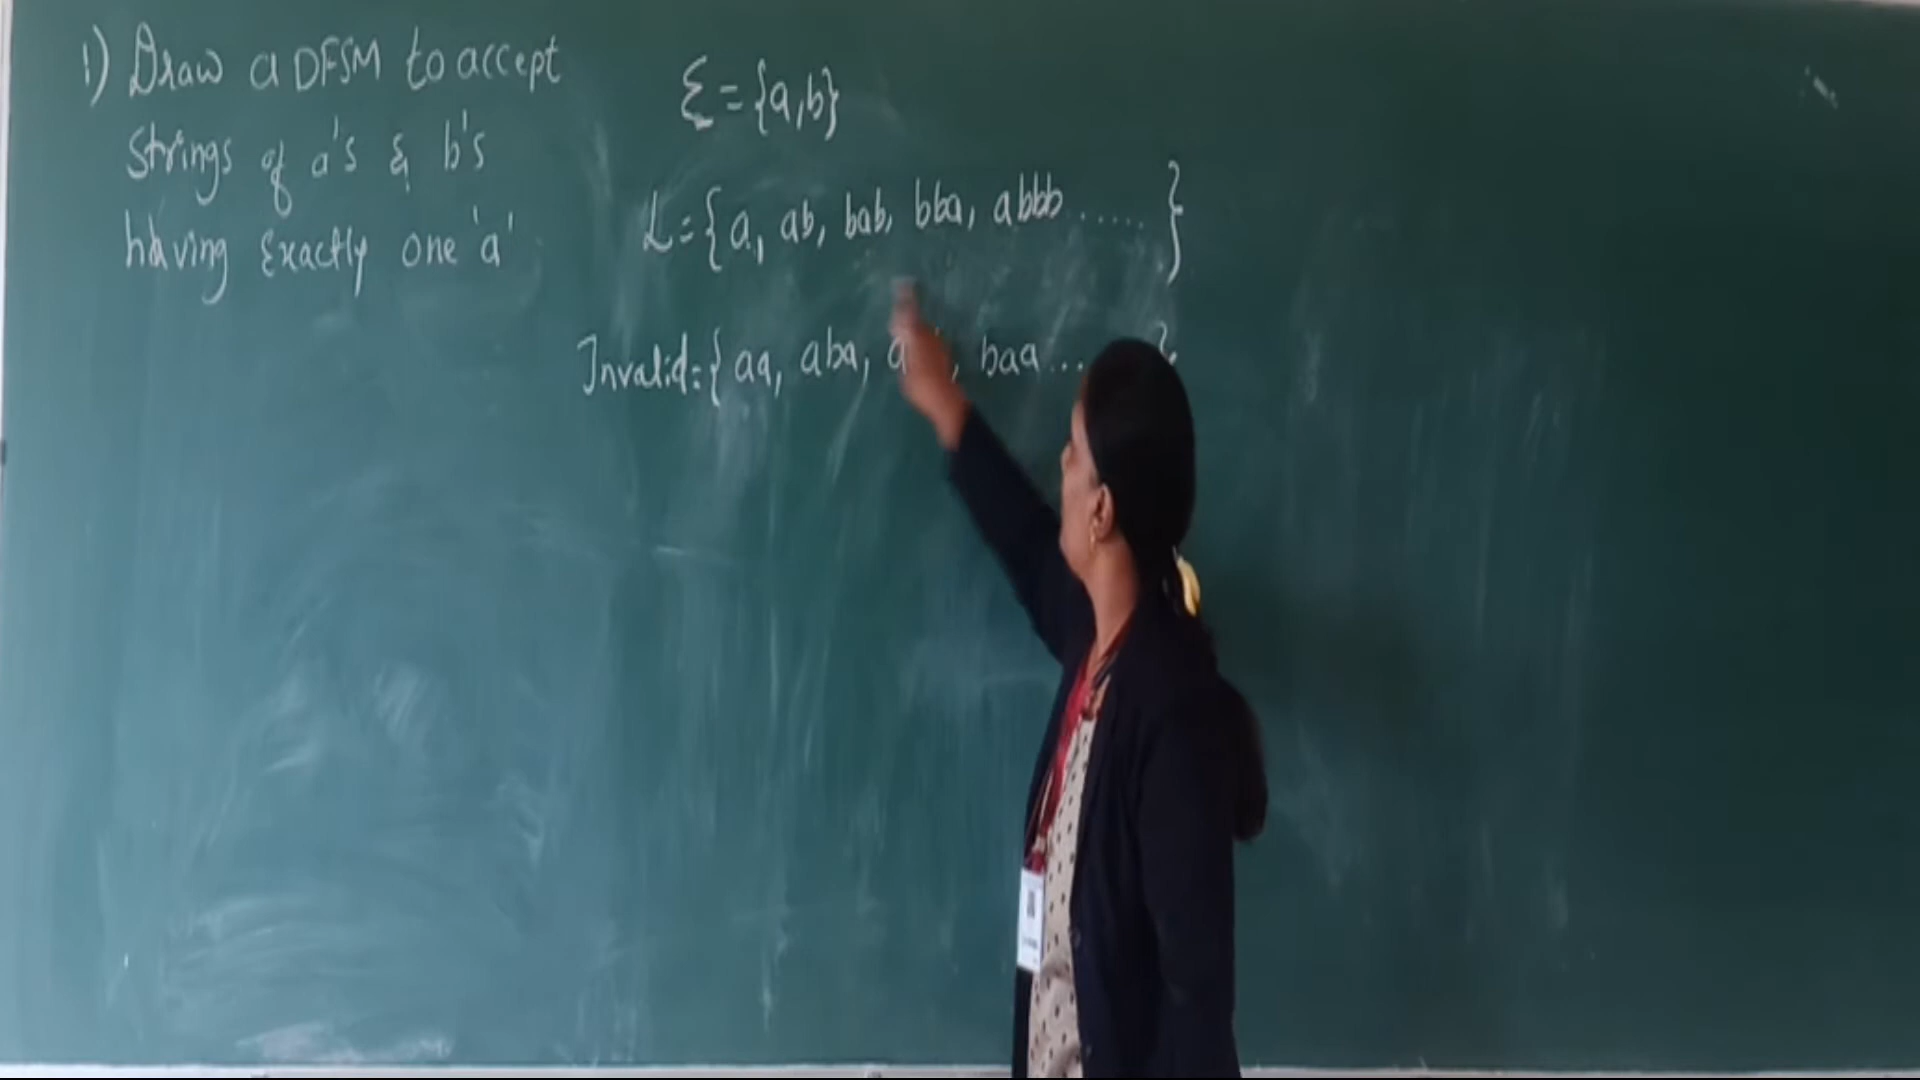 1) Draw a DFSM to accept
strings of a's & b's
having Exactly one 'a'
Σ = {a,b}
L = {a, ab, bab, bba, abbb ...... }
Invalid = { aa, aba, baa ... }